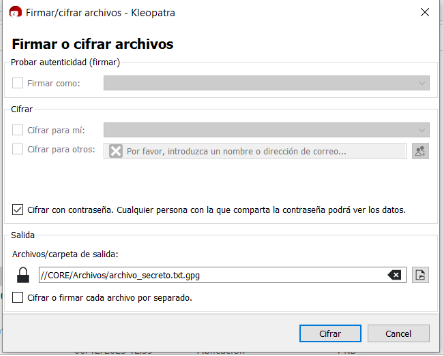 Firmar/cifrar archivos - Kleopatra
Firmar o cifrar archivos
Probar autenticidad (firmar)
Firmar como:
Cifrar
Cifrar para mí:
Cifrar para otros:
Por favor, introduzca un nombre o dirección de correo...
Cifrar con contraseña. Cualquier persona con la que comparta la contraseña podrá ver los datos.
Salida
Archivos/carpeta de salida:
//CORE/Archivos/archivo_secreto.txt.gpg
Cifrar o firmar cada archivo por separado.
Cifrar
Cancel